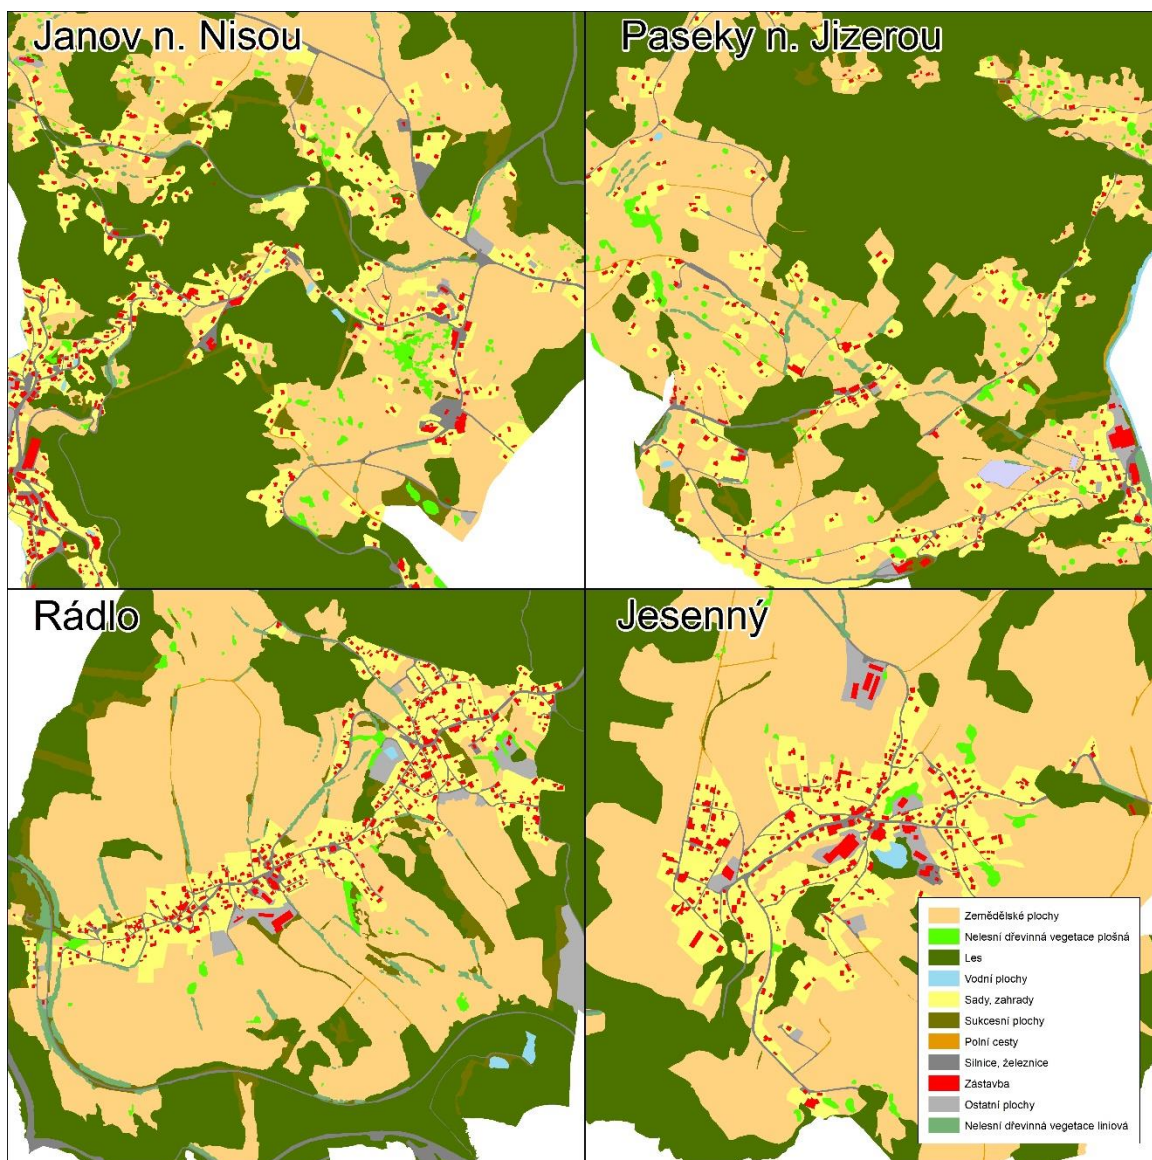 Janov n. Nisou
Paseky n. Jizerou
Rádlo
Jesenný
Zemědělské plochy
Nelesní dřevinná vegetace plošná
Les
Vodní plochy
Sady, zahrady
Sukcesní plochy
Polní cesty
Silnice, železnice
Zástavba
Ostatní plochy
Nelesní dřevinná vegetace liniová